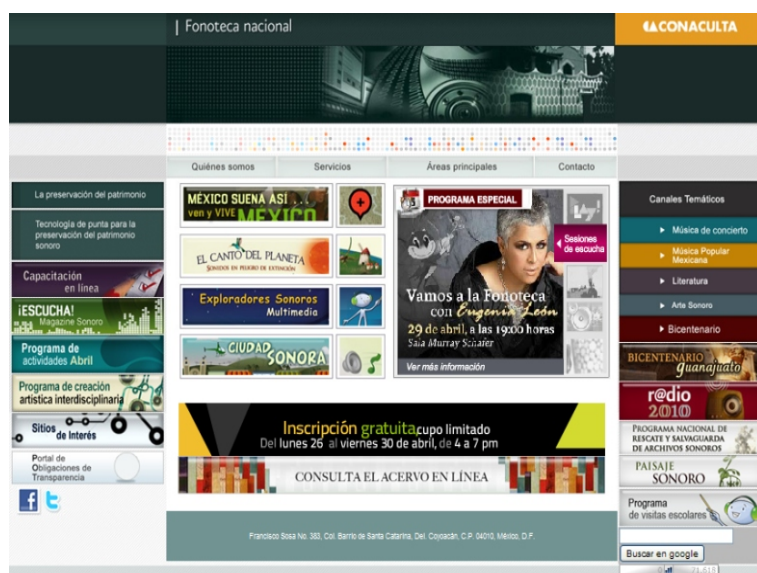 | Fonoteca nacional
CONACULTA
Quiénes somos
Servicios
Áreas principales
Contacto
La preservación del patrimonio
Tecnología de punta para la
preservación del patrimonio
sonoro
Capacitación
en línea
¡ESCUCHA!
Magazine Sonoro
Programa de
actividades Abril
Programa de creación
artística interdisciplinaria
Sitios
de Interés
Portal de
Obligaciones de
Transparencia
MÉXICO SUENA ASÍ ...
ven y VIVE MÉXICO
EL CANTO DEL PLANETA
SONIDOS EN PELIGRO DE EXTINCIÓN
Exploradores Sonoros
Multimedia
CIUDAD
SONORA
PROGRAMA ESPECIAL
Sesiones
de escucha
Vamos a la Fonoteca
con Eugenia León
29 de abril, a las 19:00 horas
Sala Murray Schafer
Ver más información
Inscripción gratuita, cupo limitado
Del lunes 26 al viernes 30 de abril, de 4 a 7 pm
CONSULTA EL ACERVO EN LÍNEA
Canales Temáticos
Música de concierto
Música Popular
Mexicana
Literatura
Arte Sonoro
Bicentenario
BICENTENARIO
guanajuato
r@dio
2010
PROGRAMA NACIONAL DE
RESCATE Y SALVAGUARDA
DE ARCHIVOS SONOROS
PAISAJE
SONORO
Programa
de visitas escolares
Buscar en google
Francisco Sosa No. 383, Col. Barrio de Santa Catarina, Del. Coyoacán, C.P. 04010, México, D.F.